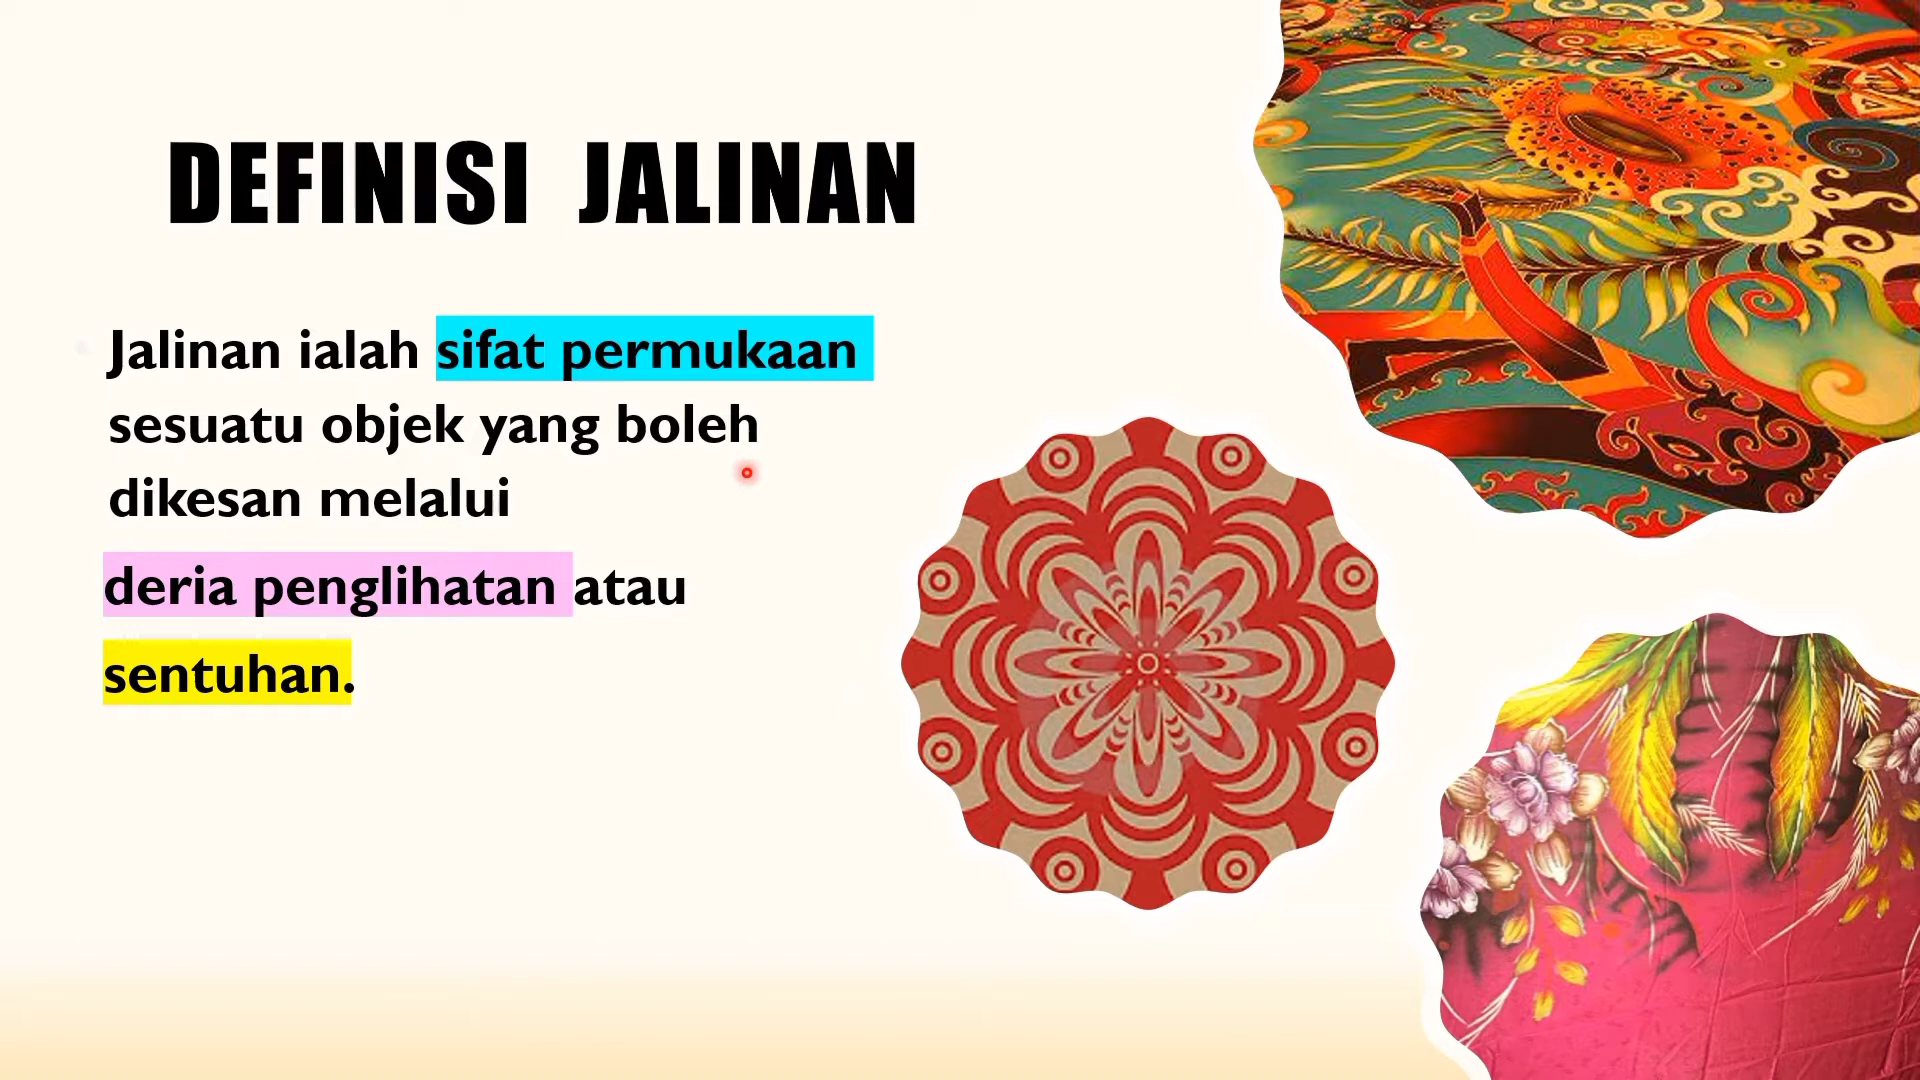 DEFINISI JALINAN
Jalinan ialah sifat permukaan
sesuatu objek yang boleh
dikesan melalui
deria penglihatan atau
sentuhan.